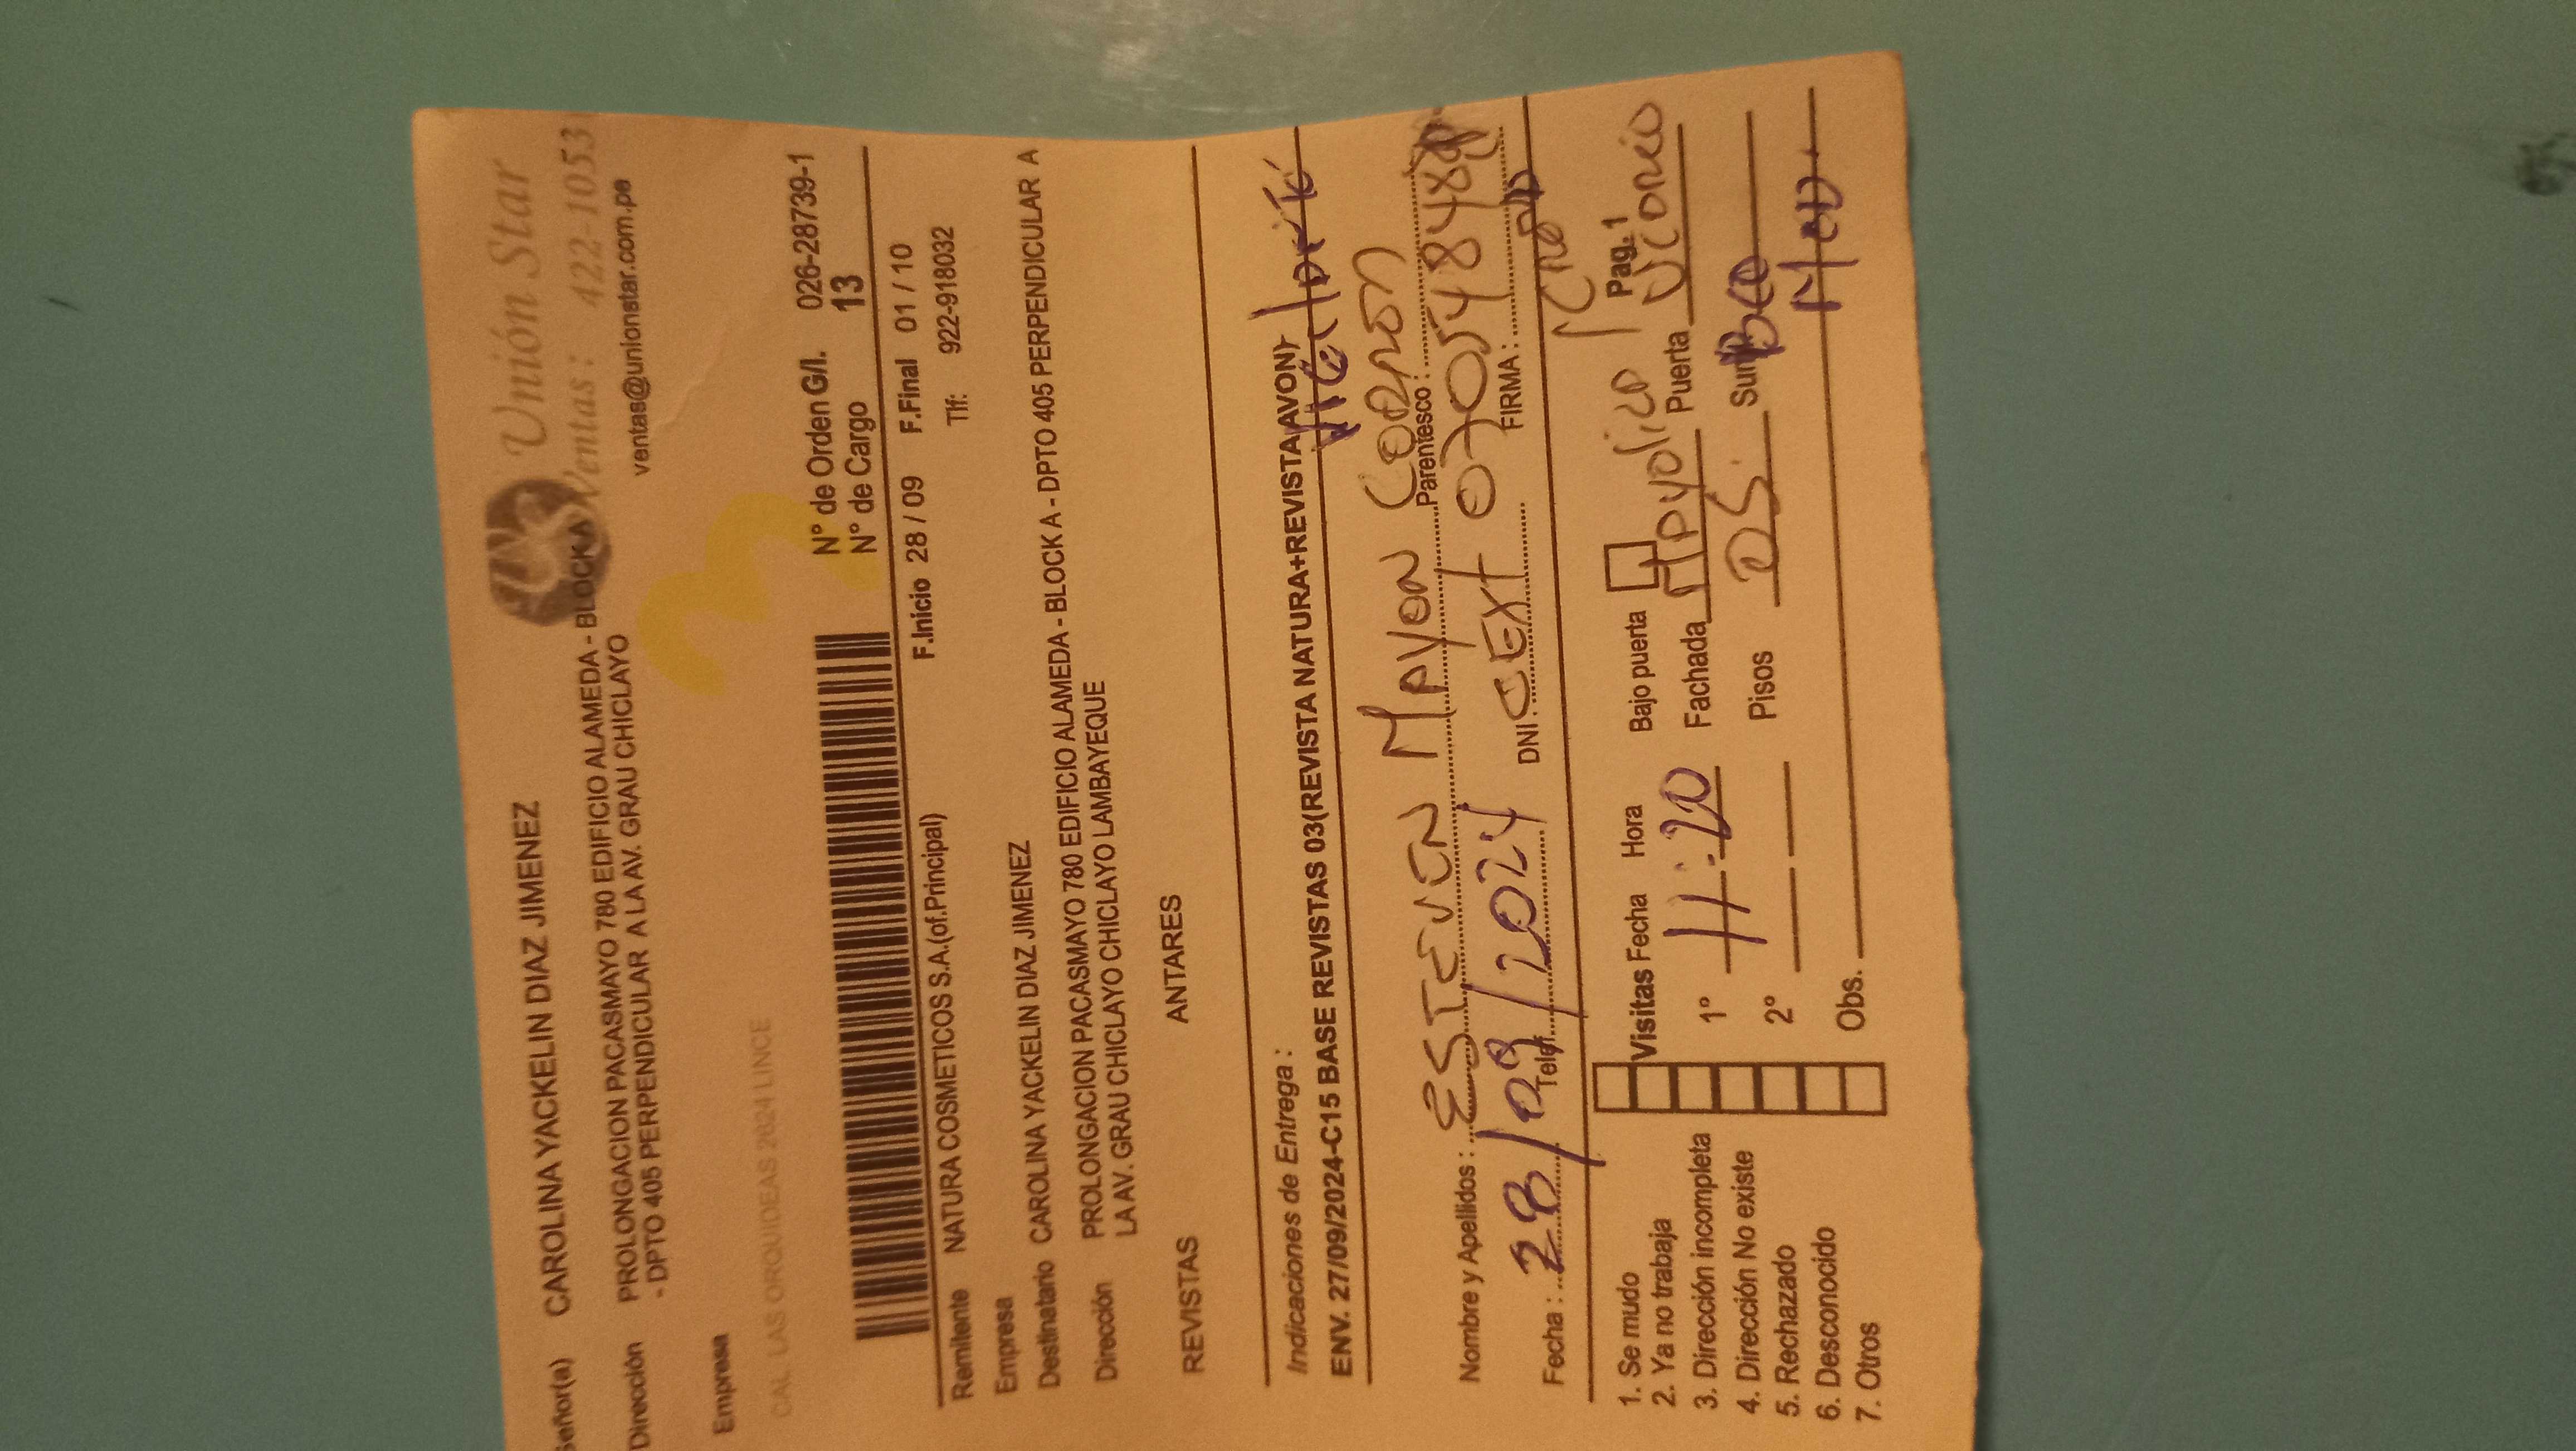 Señor(a) CAROLINA YACKELIN DIAZ JIMENEZ
Unión Star
Ventas: 422-1053
ventas@unionstar.com.pe
Dirección PROLONGACION PACASMAYO 780 EDIFICIO ALAMEDA - BLOCK A
- DPTO 405 PERPENDICULAR A LA AV. GRAU CHICLAYO
Empresa
CAL. LAS ORQUIDEAS 2024 LINCE
3
N° de Orden G/I. 026-28739-1
N° de Cargo 13
Remitente NATURA COSMETICOS S.A.(of.Principal) F.Inicio 28 / 09 F.Final 01 / 10
Empresa Tlf: 922-918032
Destinatario CAROLINA YACKELIN DIAZ JIMENEZ
Dirección PROLONGACION PACASMAYO 780 EDIFICIO ALAMEDA - BLOCK A - DPTO 405 PERPENDICULAR A
LA AV. GRAU CHICLAYO CHICLAYO LAMBAYEQUE
REVISTAS ANTARES
Indicaciones de Entrega :
ENV. 27/09/2024-C15 BASE REVISTAS 03(REVISTA NATURA+REVISTA AVON)-
Nombre y Apellidos : ESTEVEN
Parentesco :
Fecha : 28/09/2024 Telef. DNI : CEXT FIRMA :
1. Se mudo
2. Ya no trabaja
3. Dirección incompleta
4. Dirección No existe
5. Rechazado
6. Desconocido
7. Otros
Visitas Fecha Hora Bajo puerta Pag. 1
1° 11:20 Fachada Puerta
2° Pisos 05 Sum.
Obs.